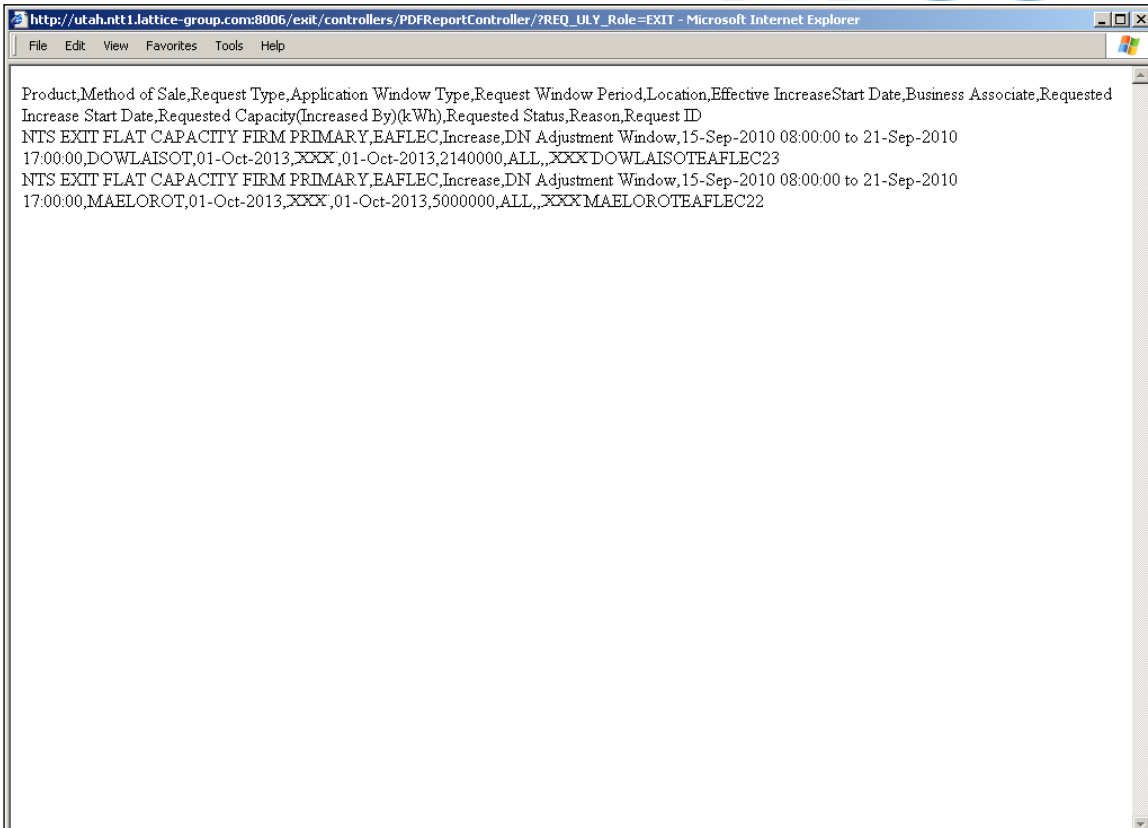 http://utah.ntt1.lattice-group.com:8006/exit/controllers/PDFReportController/?REQ_ULY_Role=EXIT - Microsoft Internet Explorer
File Edit View Favorites Tools Help
Product,Method of Sale,Request Type,Application Window Type,Request Window Period,Location,Effective IncreaseStart Date,Business Associate,Requested
Increase Start Date,Requested Capacity(Increased By)(kWh),Requested Status,Reason,Request ID
NTS EXIT FLAT CAPACITY FIRM PRIMARY,EAFLEC,Increase,DN Adjustment Window,15-Sep-2010 08:00:00 to 21-Sep-2010
17:00:00,DOWLAISOT,01-Oct-2013,XXX,01-Oct-2013,2140000,ALL,,XXXDOWLAISOTEAFLEC23
NTS EXIT FLAT CAPACITY FIRM PRIMARY,EAFLEC,Increase,DN Adjustment Window,15-Sep-2010 08:00:00 to 21-Sep-2010
17:00:00,MAELOROT,01-Oct-2013,XXX,01-Oct-2013,5000000,ALL,,XXXMAELOROTEAFLEC22